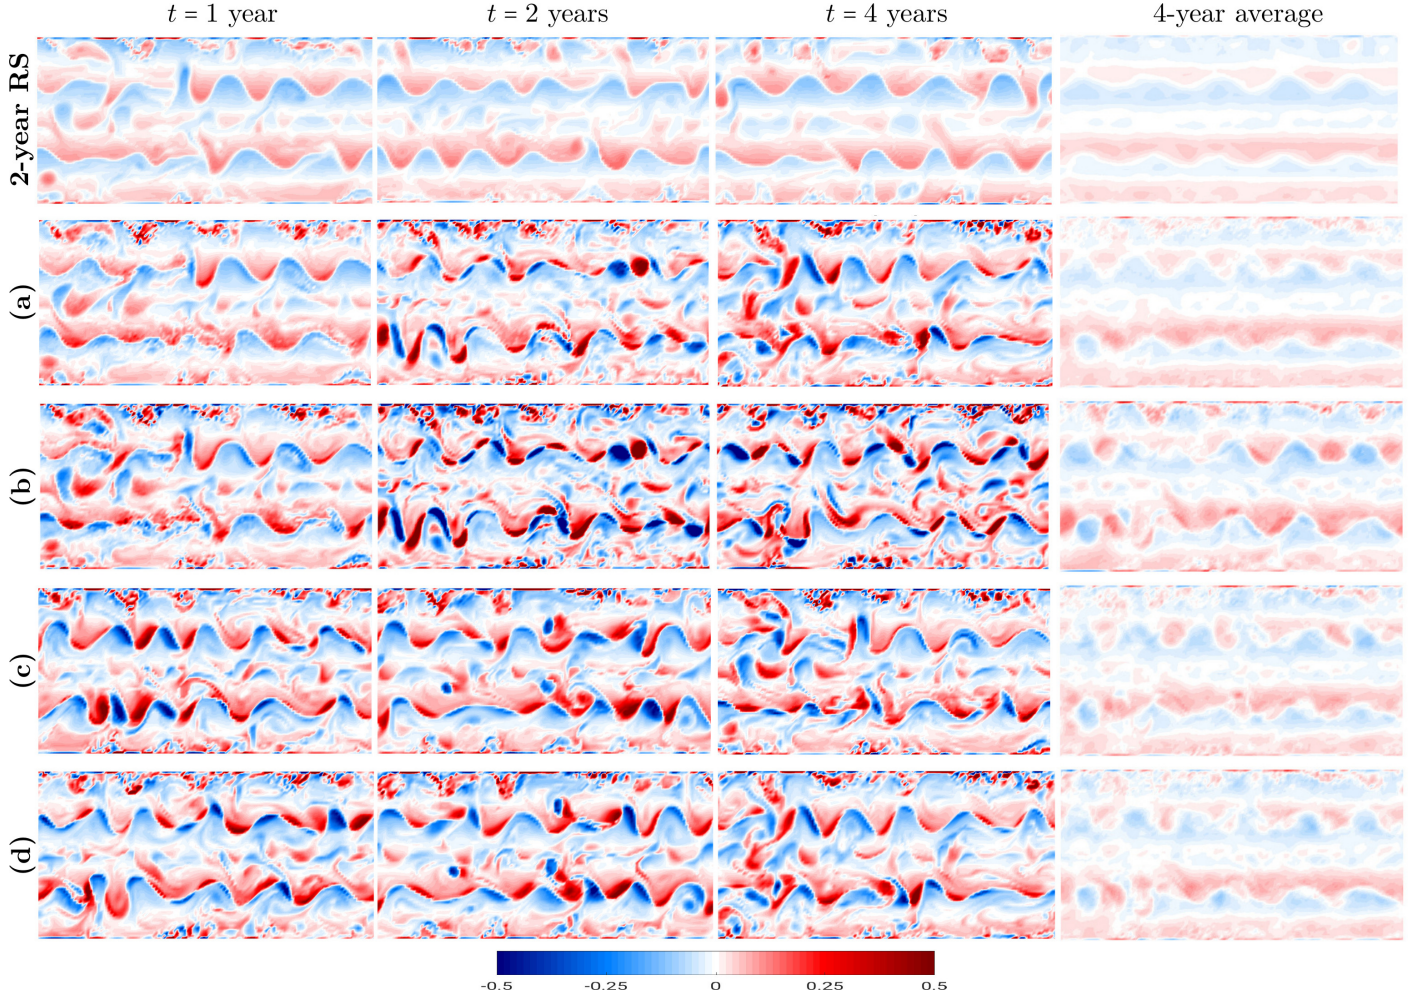 t = 1 year t = 2 years t = 4 years 4-year average
2-year RS
(a)
(b)
(c)
(d)
-0.5 -0.25 0 0.25 0.5